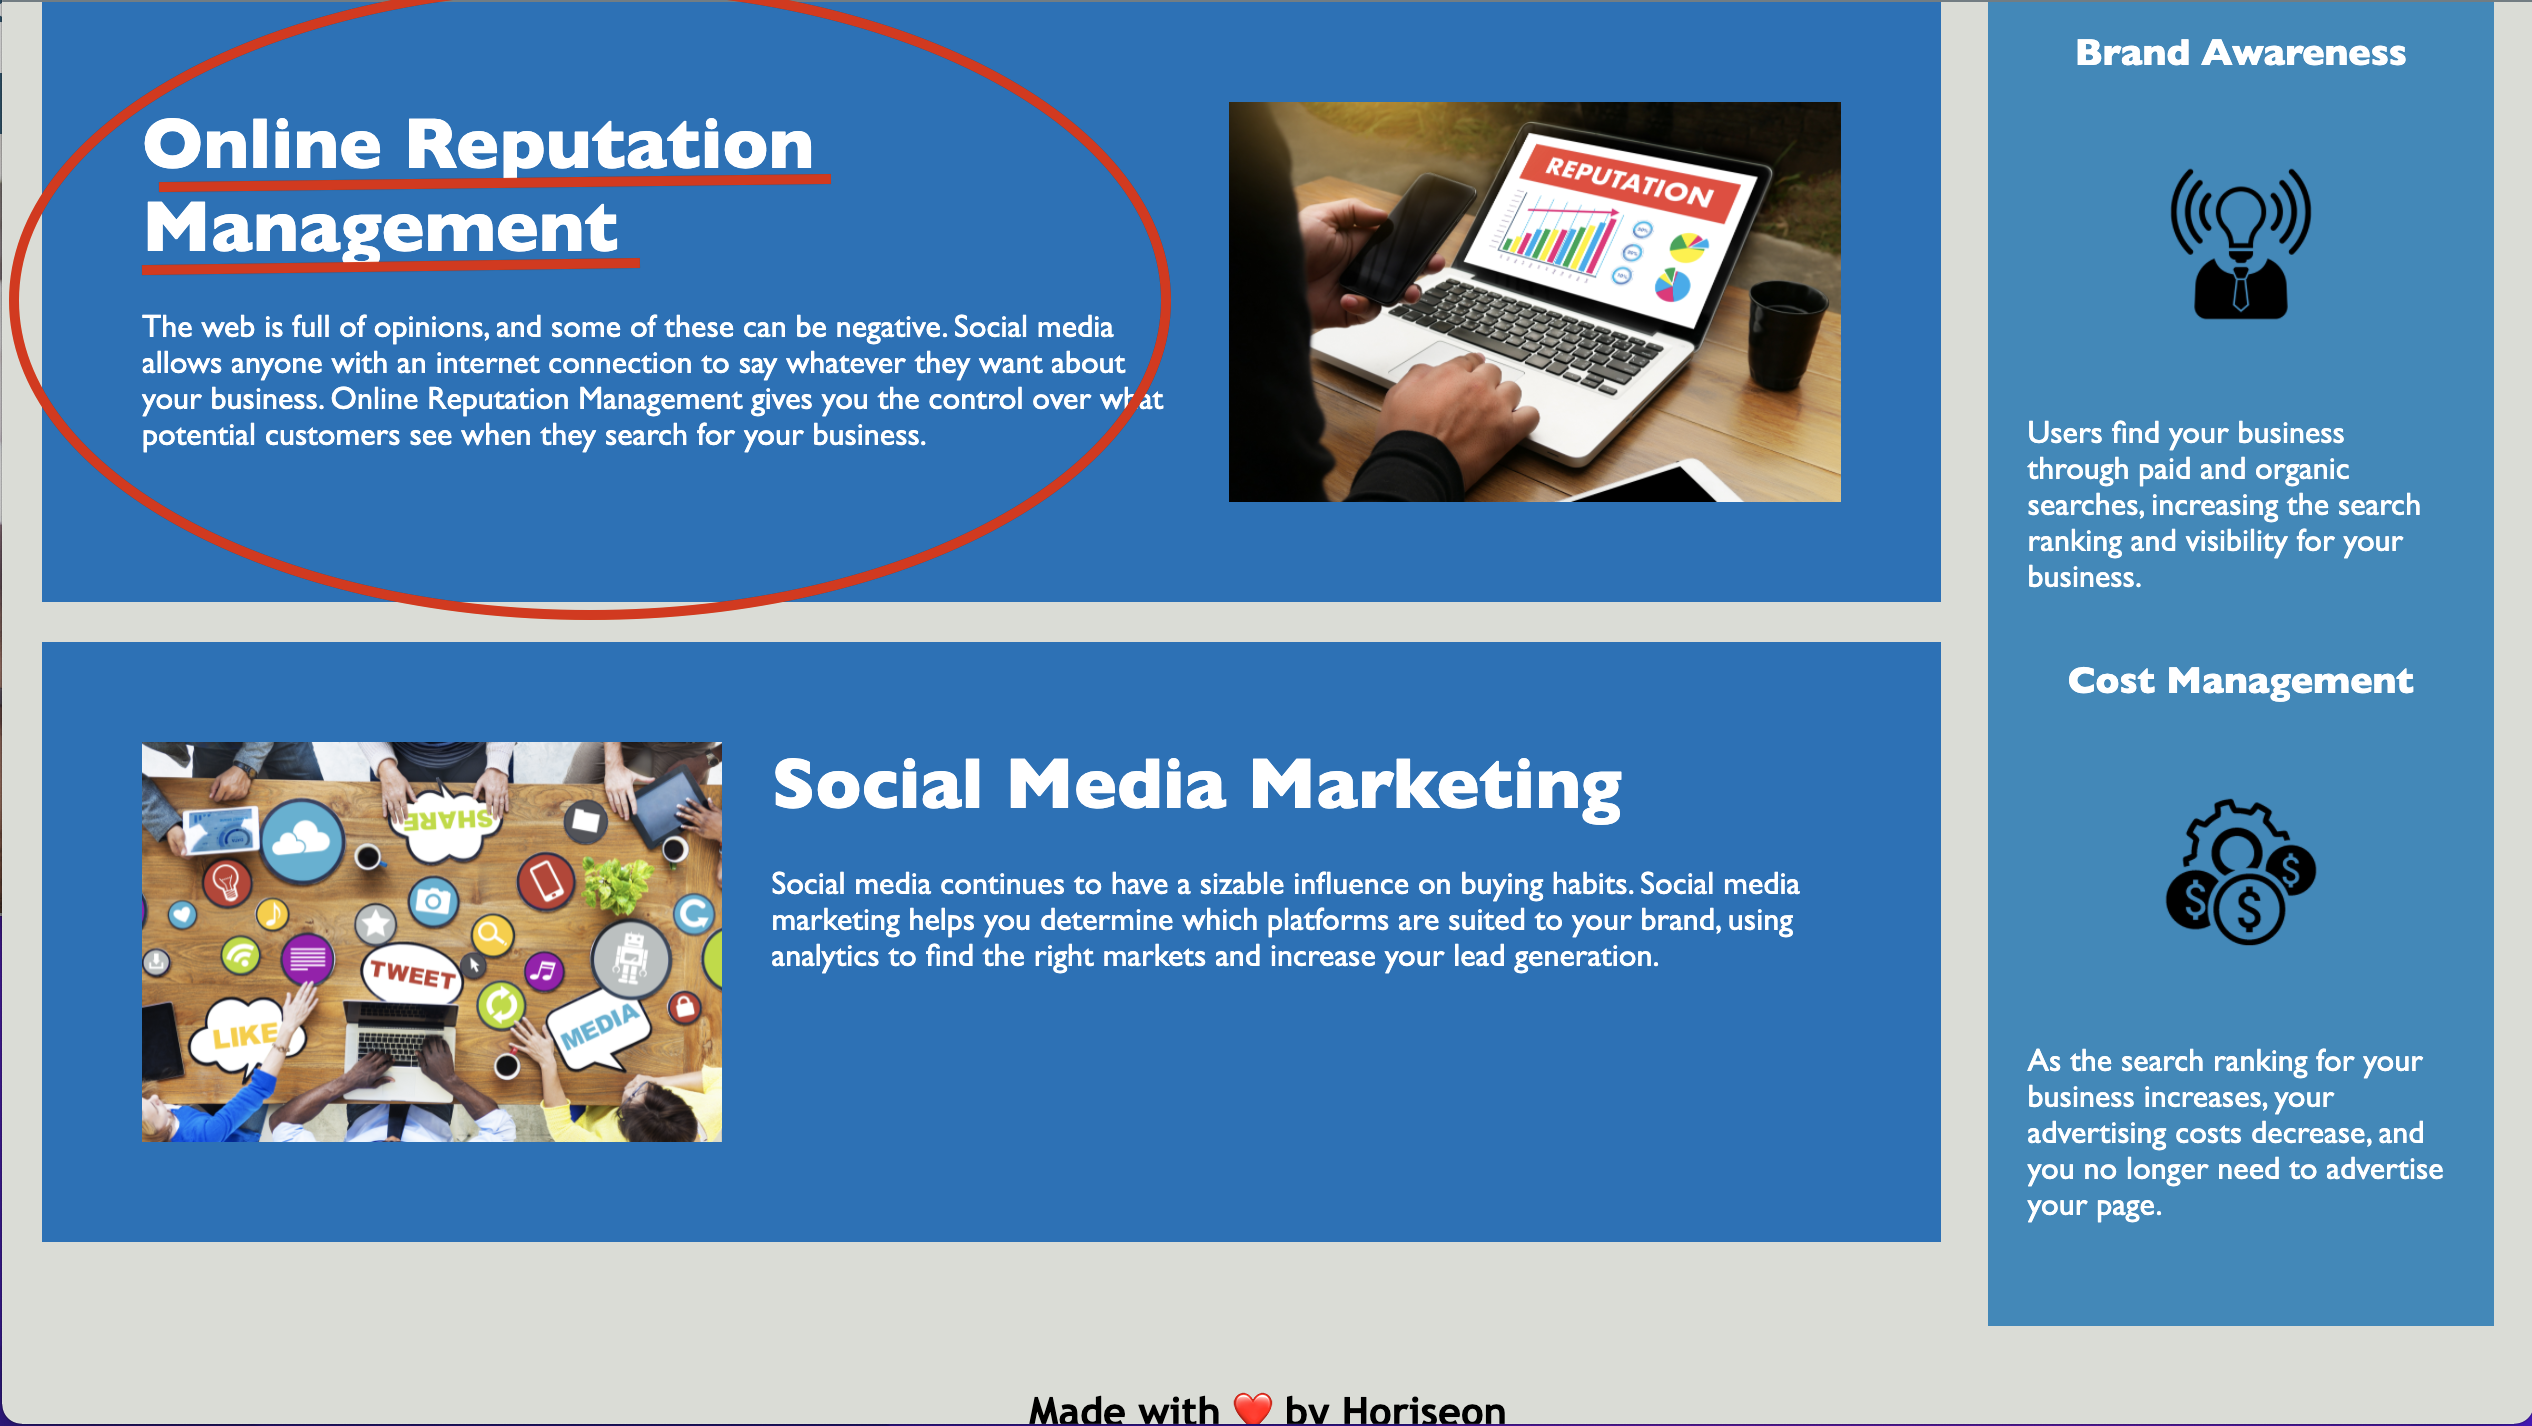 Online Reputation
Management
The web is full of opinions, and some of these can be negative. Social media
allows anyone with an internet connection to say whatever they want about
your business. Online Reputation Management gives you the control over what
potential customers see when they search for your business.
REPUTATION
Social Media Marketing
Social media continues to have a sizable influence on buying habits. Social media
marketing helps you determine which platforms are suited to your brand, using
analytics to find the right markets and increase your lead generation.
SHARE
TWEET
LIKE
MEDIA
Brand Awareness
Users find your business
through paid and organic
searches, increasing the search
ranking and visibility for your
business.
Cost Management
$
$
$
As the search ranking for your
business increases, your
advertising costs decrease, and
you no longer need to advertise
your page.
Made with ❤️ by Horiseon